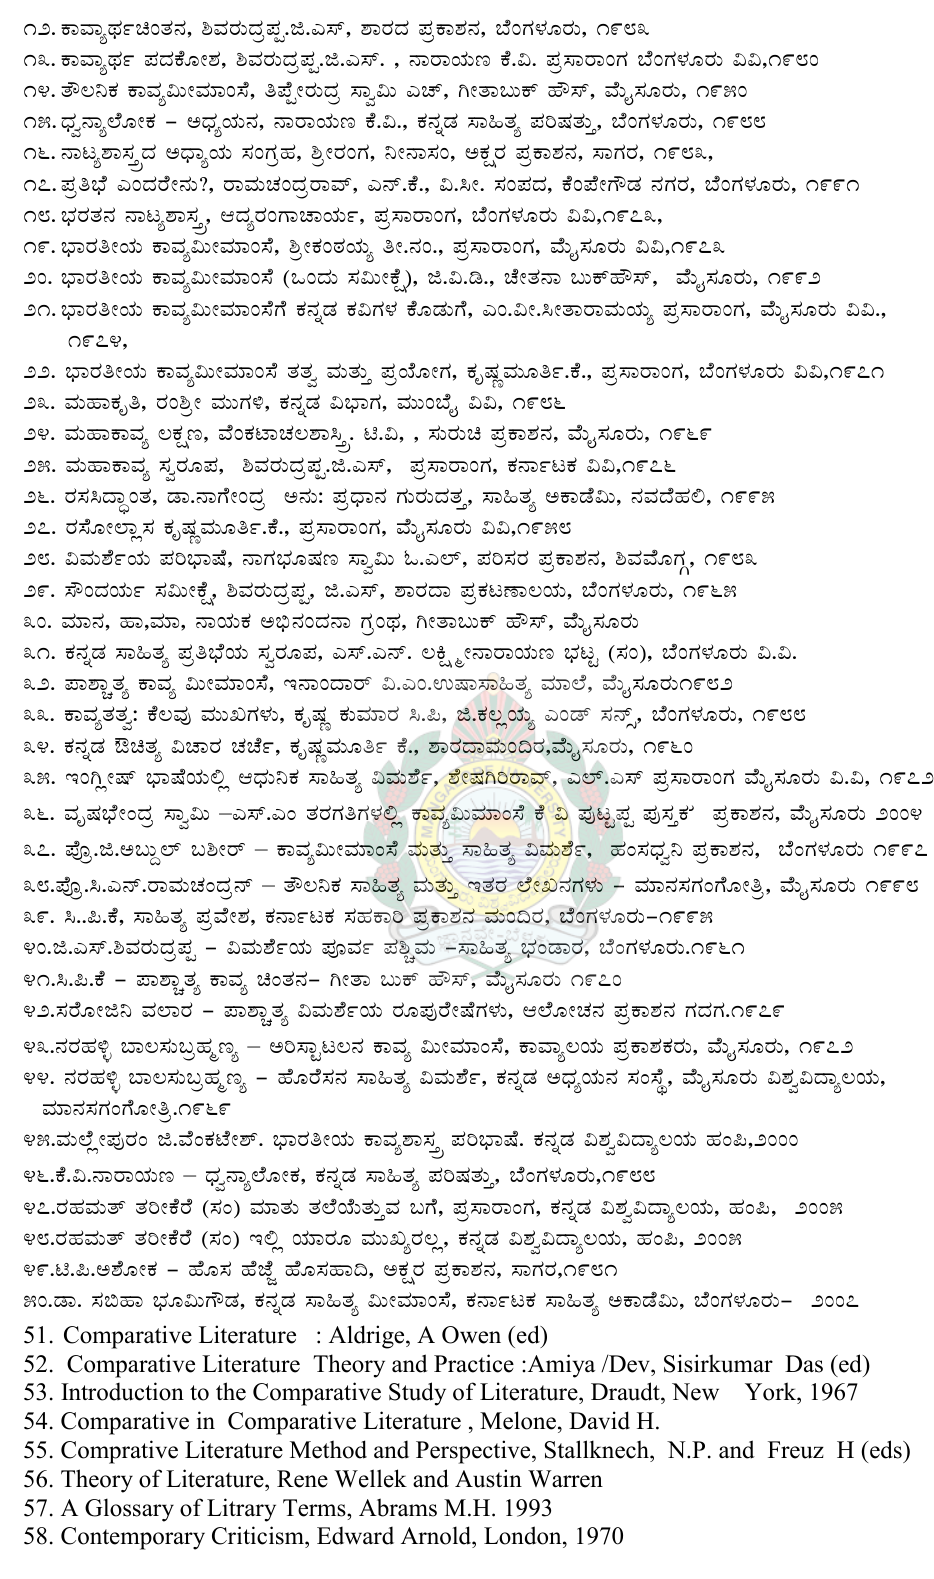 ೧೨. ಕಾವ್ಯಾರ್ಥಚಿಂತನ, ಶಿವರುದ್ರಪ್ಪ.ಜಿ.ಎಸ್, ಶಾರದ ಪ್ರಕಾಶನ, ಬೆಂಗಳೂರು, ೧೯೮೩
೧೩. ಕಾವ್ಯಾರ್ಥ ಪದಕೋಶ, ಶಿವರುದ್ರಪ್ಪ.ಜಿ.ಎಸ್. , ನಾರಾಯಣ ಕೆ.ವಿ. ಪ್ರಸಾರಾಂಗ ಬೆಂಗಳೂರು ವಿವಿ,೧೯೮೦
೧೪. ತೌಲನಿಕ ಕಾವ್ಯಮೀಮಾಂಸೆ, ತಿಪ್ಪೇರುದ್ರ ಸ್ವಾಮಿ ಎಚ್, ಗೀತಾಬುಕ್ ಹೌಸ್, ಮೈಸೂರು, ೧೯೫೦
೧೫. ಧ್ವನ್ಯಾಲೋಕ – ಅಧ್ಯಯನ, ನಾರಾಯಣ ಕೆ.ವಿ., ಕನ್ನಡ ಸಾಹಿತ್ಯ ಪರಿಷತ್ತು, ಬೆಂಗಳೂರು, ೧೯೮೮
೧೬. ನಾಟ್ಯಶಾಸ್ತ್ರದ ಅಧ್ಯಾಯ ಸಂಗ್ರಹ, ಶ್ರೀರಂಗ, ನೀನಾಸಂ, ಅಕ್ಷರ ಪ್ರಕಾಶನ, ಸಾಗರ, ೧೯೮೩,
೧೭. ಪ್ರತಿಭೆ ಎಂದರೇನು?, ರಾಮಚಂದ್ರರಾವ್, ಎನ್.ಕೆ., ವಿ.ಸೀ. ಸಂಪದ, ಕೆಂಪೇಗೌಡ ನಗರ, ಬೆಂಗಳೂರು, ೧೯೯೧
೧೮. ಭರತನ ನಾಟ್ಯಶಾಸ್ತ್ರ, ಆದ್ಯರಂಗಾಚಾರ್ಯ, ಪ್ರಸಾರಾಂಗ, ಬೆಂಗಳೂರು ವಿವಿ,೧೯೭೩,
೧೯. ಭಾರತೀಯ ಕಾವ್ಯಮೀಮಾಂಸೆ, ಶ್ರೀಕಂಠಯ್ಯ ತೀ.ನಂ., ಪ್ರಸಾರಾಂಗ, ಮೈಸೂರು ವಿವಿ,೧೯೭೩
೨೦. ಭಾರತೀಯ ಕಾವ್ಯಮೀಮಾಂಸೆ (ಒಂದು ಸಮೀಕ್ಷೆ), ಜಿ.ವಿ.ಡಿ., ಚೇತನಾ ಬುಕ್‌ಹೌಸ್, ಮೈಸೂರು, ೧೯೯೨
೨೧. ಭಾರತೀಯ ಕಾವ್ಯಮೀಮಾಂಸೆಗೆ ಕನ್ನಡ ಕವಿಗಳ ಕೊಡುಗೆ, ಎಂ.ವೀ.ಸೀತಾರಾಮಯ್ಯ ಪ್ರಸಾರಾಂಗ, ಮೈಸೂರು ವಿವಿ.,
೧೯೭೪,
೨೨. ಭಾರತೀಯ ಕಾವ್ಯಮೀಮಾಂಸೆ ತತ್ವ ಮತ್ತು ಪ್ರಯೋಗ, ಕೃಷ್ಣಮೂರ್ತಿ.ಕೆ., ಪ್ರಸಾರಾಂಗ, ಬೆಂಗಳೂರು ವಿವಿ,೧೯೭೧
೨೩. ಮಹಾಕೃತಿ, ರಂಶ್ರೀ ಮುಗಳಿ, ಕನ್ನಡ ವಿಭಾಗ, ಮುಂಬೈ ವಿವಿ, ೧೯೮೬
೨೪. ಮಹಾಕಾವ್ಯ ಲಕ್ಷಣ, ವೆಂಕಟಾಚಲಶಾಸ್ತ್ರಿ. ಟಿ.ವಿ, , ಸುರುಚಿ ಪ್ರಕಾಶನ, ಮೈಸೂರು, ೧೯೬೯
೨೫. ಮಹಾಕಾವ್ಯ ಸ್ವರೂಪ, ಶಿವರುದ್ರಪ್ಪ.ಜಿ.ಎಸ್, ಪ್ರಸಾರಾಂಗ, ಕರ್ನಾಟಕ ವಿವಿ,೧೯೭೬
೨೬. ರಸಸಿದ್ಧಾಂತ, ಡಾ.ನಾಗೇಂದ್ರ ಅನು: ಪ್ರಧಾನ ಗುರುದತ್ತ, ಸಾಹಿತ್ಯ ಅಕಾಡೆಮಿ, ನವದೆಹಲಿ, ೧೯೯೫
೨೭. ರಸೋಲ್ಲಾಸ ಕೃಷ್ಣಮೂರ್ತಿ.ಕೆ., ಪ್ರಸಾರಾಂಗ, ಮೈಸೂರು ವಿವಿ,೧೯೫೮
೨೮. ವಿಮರ್ಶೆಯ ಪರಿಭಾಷೆ, ನಾಗಭೂಷಣ ಸ್ವಾಮಿ ಓ.ಎಲ್, ಪರಿಸರ ಪ್ರಕಾಶನ, ಶಿವಮೊಗ್ಗ, ೧೯೮೩
೨೯. ಸೌಂದರ್ಯ ಸಮೀಕ್ಷೆ, ಶಿವರುದ್ರಪ್ಪ, ಜಿ.ಎಸ್, ಶಾರದಾ ಪ್ರಕಟಣಾಲಯ, ಬೆಂಗಳೂರು, ೧೯೬೫
೩೦. ಮಾನ, ಹಾ,ಮಾ, ನಾಯಕ ಅಭಿನಂದನಾ ಗ್ರಂಥ, ಗೀತಾಬುಕ್ ಹೌಸ್, ಮೈಸೂರು
೩೧. ಕನ್ನಡ ಸಾಹಿತ್ಯ ಪ್ರತಿಭೆಯ ಸ್ವರೂಪ, ಎಸ್.ಎನ್. ಲಕ್ಷ್ಮೀನಾರಾಯಣ ಭಟ್ಟ (ಸಂ), ಬೆಂಗಳೂರು ವಿ.ವಿ.
೩೨. ಪಾಶ್ಚಾತ್ಯ ಕಾವ್ಯ ಮೀಮಾಂಸೆ, ಇನಾಂದಾರ್ ವಿ.ಎಂ.ಉಷಾಸಾಹಿತ್ಯ ಮಾಲೆ, ಮೈಸೂರು೧೯೮೨
೩೩. ಕಾವ್ಯತತ್ವ: ಕೆಲವು ಮುಖಗಳು, ಕೃಷ್ಣ ಕುಮಾರ ಸಿ.ಪಿ, ಜಿ.ಕಲ್ಲಯ್ಯ ಎಂಡ್ ಸನ್ಸ್, ಬೆಂಗಳೂರು, ೧೯೮೮
೩೪. ಕನ್ನಡ ಔಚಿತ್ಯ ವಿಚಾರ ಚರ್ಚೆ, ಕೃಷ್ಣಮೂರ್ತಿ ಕೆ., ಶಾರದಾಮಂದಿರ,ಮೈಸೂರು, ೧೯೬೦
೩೫. ಇಂಗ್ಲೀಷ್ ಭಾಷೆಯಲ್ಲಿ ಆಧುನಿಕ ಸಾಹಿತ್ಯ ವಿಮರ್ಶೆ, ಶೇಷಗಿರಿರಾವ್, ಎಲ್.ಎಸ್ ಪ್ರಸಾರಾಂಗ ಮೈಸೂರು ವಿ.ವಿ, ೧೯೭೨
೩೬. ವೃಷಭೇಂದ್ರ ಸ್ವಾಮಿ –ಎಸ್.ಎಂ ತರಗತಿಗಳಲ್ಲಿ ಕಾವ್ಯಮಿಮಾಂಸೆ ಕೆ ವಿ ಪುಟ್ಟಪ್ಪ ಪುಸ್ತಕ ಪ್ರಕಾಶನ, ಮೈಸೂರು ೨೦೦೪
೩೭. ಪ್ರೊ.ಜಿ.ಅಬ್ದುಲ್ ಬಶೀರ್ – ಕಾವ್ಯಮೀಮಾಂಸೆ ಮತ್ತು ಸಾಹಿತ್ಯ ವಿಮರ್ಶೆ, ಹಂಸಧ್ವನಿ ಪ್ರಕಾಶನ, ಬೆಂಗಳೂರು ೧೯೯೭
೩೮.ಪ್ರೊ.ಸಿ.ಎನ್.ರಾಮಚಂದ್ರನ್ – ತೌಲನಿಕ ಸಾಹಿತ್ಯ ಮತ್ತು ಇತರ ಲೇಖನಗಳು – ಮಾನಸಗಂಗೋತ್ರಿ, ಮೈಸೂರು ೧೯೯೮
೩೯. ಸಿ..ಪಿ.ಕೆ, ಸಾಹಿತ್ಯ ಪ್ರವೇಶ, ಕರ್ನಾಟಕ ಸಹಕಾರಿ ಪ್ರಕಾಶನ ಮಂದಿರ, ಬೆಂಗಳೂರು–೧೯೯೫
೪೦.ಜಿ.ಎಸ್.ಶಿವರುದ್ರಪ್ಪ – ವಿಮರ್ಶೆಯ ಪೂರ್ವ ಪಶ್ಚಿಮ –ಸಾಹಿತ್ಯ ಭಂಡಾರ, ಬೆಂಗಳೂರು.೧೯೬೧
೪೧.ಸಿ.ಪಿ.ಕೆ – ಪಾಶ್ಚಾತ್ಯ ಕಾವ್ಯ ಚಿಂತನ– ಗೀತಾ ಬುಕ್ ಹೌಸ್, ಮೈಸೂರು ೧೯೭೦
೪೨.ಸರೋಜಿನಿ ವಲಾರ – ಪಾಶ್ಚಾತ್ಯ ವಿಮರ್ಶೆಯ ರೂಪುರೇಷೆಗಳು, ಆಲೋಚನ ಪ್ರಕಾಶನ ಗದಗ.೧೯೭೯
೪೩.ನರಹಳ್ಳಿ ಬಾಲಸುಬ್ರಹ್ಮಣ್ಯ – ಅರಿಸ್ಟಾಟಲನ ಕಾವ್ಯ ಮೀಮಾಂಸೆ, ಕಾವ್ಯಾಲಯ ಪ್ರಕಾಶಕರು, ಮೈಸೂರು, ೧೯೭೨
೪೪. ನರಹಳ್ಳಿ ಬಾಲಸುಬ್ರಹ್ಮಣ್ಯ – ಹೊರೆಸನ ಸಾಹಿತ್ಯ ವಿಮರ್ಶೆ, ಕನ್ನಡ ಅಧ್ಯಯನ ಸಂಸ್ಥೆ, ಮೈಸೂರು ವಿಶ್ವವಿದ್ಯಾಲಯ,
ಮಾನಸಗಂಗೋತ್ರಿ.೧೯೬೯
೪೫.ಮಲ್ಲೇಪುರಂ ಜಿ.ವೆಂಕಟೇಶ್. ಭಾರತೀಯ ಕಾವ್ಯಶಾಸ್ತ್ರ ಪರಿಭಾಷೆ. ಕನ್ನಡ ವಿಶ್ವವಿದ್ಯಾಲಯ ಹಂಪಿ,೨೦೦೦
೪೬.ಕೆ.ವಿ.ನಾರಾಯಣ – ಧ್ವನ್ಯಾಲೋಕ, ಕನ್ನಡ ಸಾಹಿತ್ಯ ಪರಿಷತ್ತು, ಬೆಂಗಳೂರು,೧೯೮೮
೪೭.ರಹಮತ್ ತರೀಕೆರೆ (ಸಂ) ಮಾತು ತಲೆಯೆತ್ತುವ ಬಗೆ, ಪ್ರಸಾರಾಂಗ, ಕನ್ನಡ ವಿಶ್ವವಿದ್ಯಾಲಯ, ಹಂಪಿ, ೨೦೦೫
೪೮.ರಹಮತ್ ತರೀಕೆರೆ (ಸಂ) ಇಲ್ಲಿ ಯಾರೂ ಮುಖ್ಯರಲ್ಲ, ಕನ್ನಡ ವಿಶ್ವವಿದ್ಯಾಲಯ, ಹಂಪಿ, ೨೦೦೫
೪೯.ಟಿ.ಪಿ.ಅಶೋಕ – ಹೊಸ ಹೆಜ್ಜೆ ಹೊಸಹಾದಿ, ಅಕ್ಷರ ಪ್ರಕಾಶನ, ಸಾಗರ,೧೯೮೧
೫೦.ಡಾ. ಸಬಿಹಾ ಭೂಮಿಗೌಡ, ಕನ್ನಡ ಸಾಹಿತ್ಯ ಮೀಮಾಂಸೆ, ಕರ್ನಾಟಕ ಸಾಹಿತ್ಯ ಅಕಾಡೆಮಿ, ಬೆಂಗಳೂರು– ೨೦೦೭
51. Comparative Literature : Aldrige, A Owen (ed)
52. Comparative Literature Theory and Practice :Amiya /Dev, Sisirkumar Das (ed)
53. Introduction to the Comparative Study of Literature, Draudt, New York, 1967
54. Comparative in Comparative Literature , Melone, David H.
55. Comprative Literature Method and Perspective, Stallknech, N.P. and Freuz H (eds)
56. Theory of Literature, Rene Wellek and Austin Warren
57. A Glossary of Litrary Terms, Abrams M.H. 1993
58. Contemporary Criticism, Edward Arnold, London, 1970